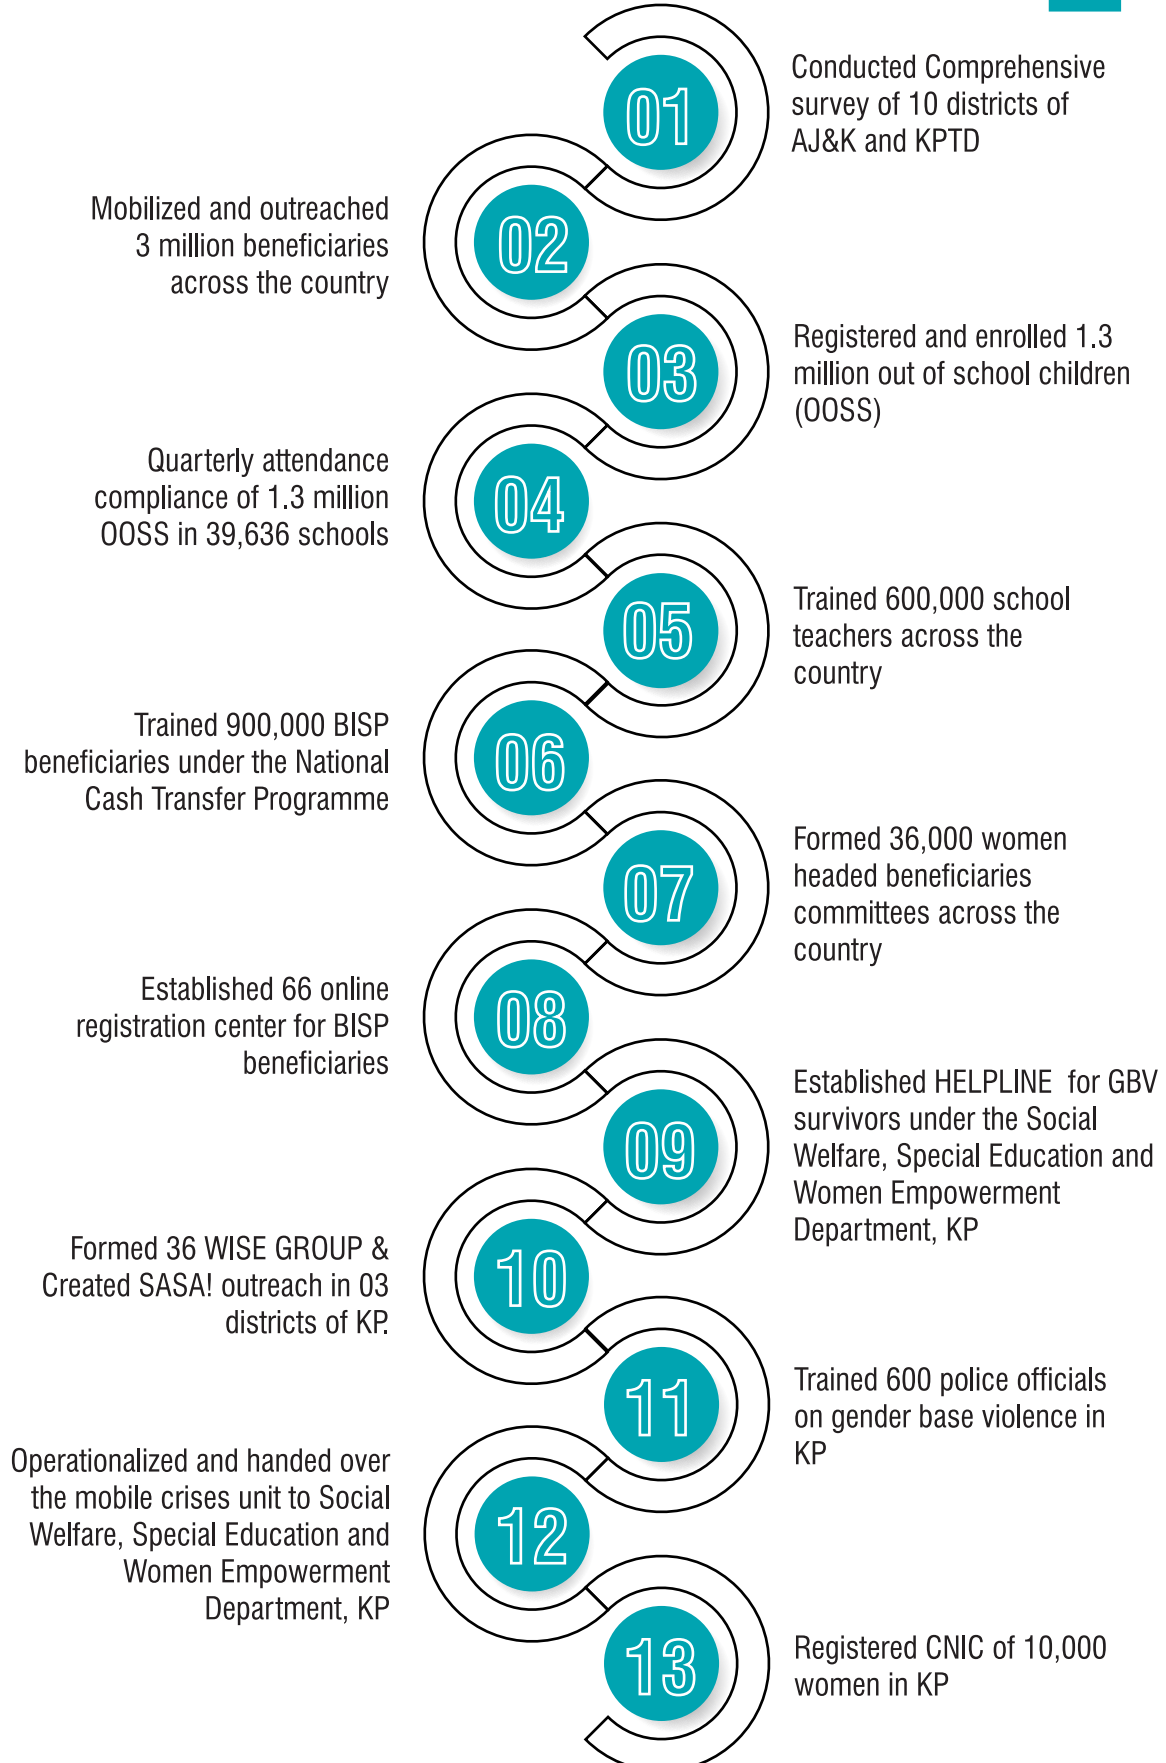 01
Conducted Comprehensive
survey of 10 districts of
AJ&K and KPTD
02
Mobilized and outreached
3 million beneficiaries
across the country
03
Registered and enrolled 1.3
million out of school children
(OOSS)
04
Quarterly attendance
compliance of 1.3 million
OOSS in 39,636 schools
05
Trained 600,000 school
teachers across the
country
06
Trained 900,000 BISP
beneficiaries under the National
Cash Transfer Programme
07
Formed 36,000 women
headed beneficiaries
committees across the
country
08
Established 66 online
registration center for BISP
beneficiaries
09
Established HELPLINE for GBV
survivors under the Social
Welfare, Special Education and
Women Empowerment
Department, KP
10
Formed 36 WISE GROUP &
Created SASA! outreach in 03
districts of KP.
11
Trained 600 police officials
on gender base violence in
KP
12
Operationalized and handed over
the mobile crises unit to Social
Welfare, Special Education and
Women Empowerment
Department, KP
13
Registered CNIC of 10,000
women in KP